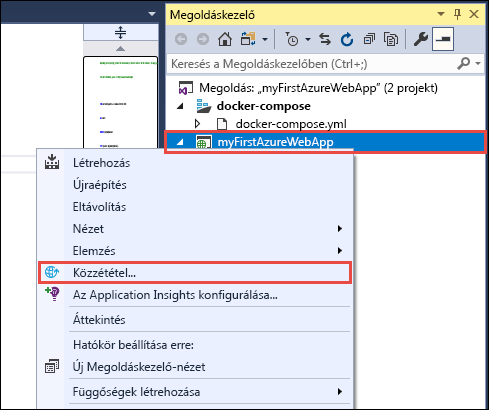 Megoldáskezelő
Keresés a Megoldáskezelőben (Ctrl+;)
Megoldás: „myFirstAzureWebApp” (2 projekt)
docker-compose
docker-compose.yml
myFirstAzureWebApp
Létrehozás
Újraépítés
Eltávolítás
Nézet
Elemzés
Közzététel...
Az Application Insights konfigurálása...
Áttekintés
Hatókör beállítása erre:
Új Megoldáskezelő-nézet
Függőségek létrehozása